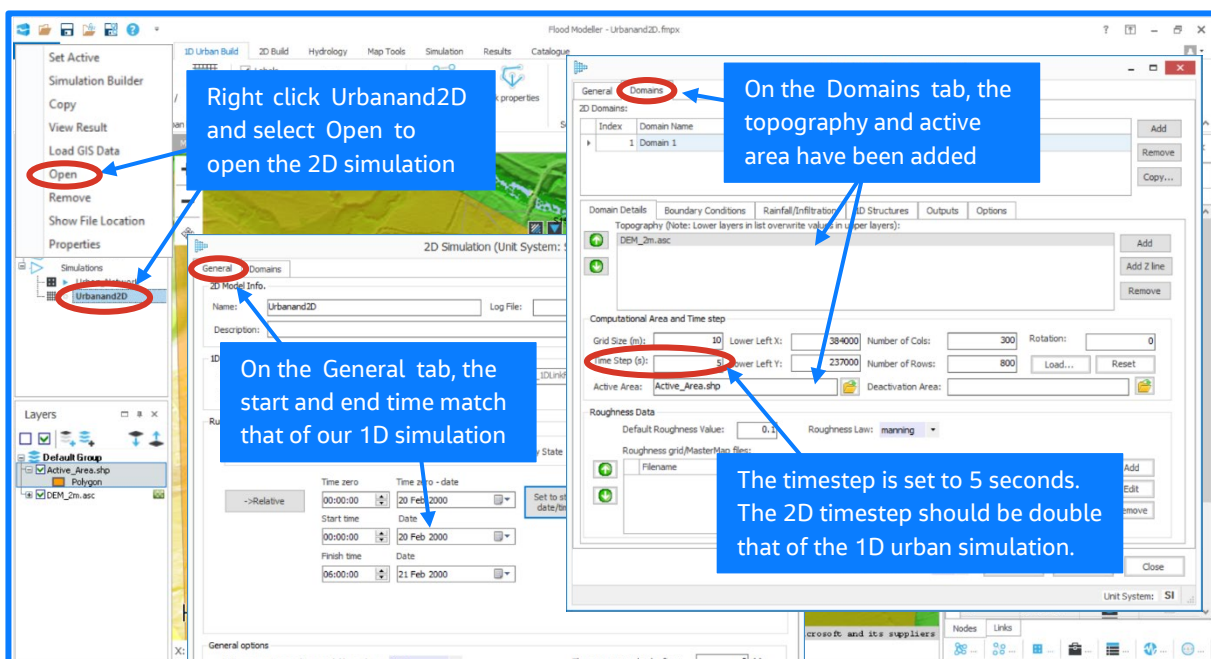 Flood Modeller - Urbanand2D.fmpx
1D Urban Build 2D Build Hydrology Map Tools Simulation Results Catalogue
Set Active
Simulation Builder
Copy
View Result
Load GIS Data
Open
Remove
Show File Location
Properties
properties
Right click Urbanand2D
and select Open to
open the 2D simulation
Simulations
Urbanand2D
Layers
Default Group
Active_Area.shp
Polygon
DEM_2m.asc
2D Simulation (Unit System:
General Domains
2D Model Info.
Name: Urbanand2D Log File:
Description:
On the General tab, the
start and end time match
that of our 1D simulation
Time zero Time zero - date
->Relative 00:00:00 20 Feb 2000
Start time Date
00:00:00 20 Feb 2000
Finish time Date
06:00:00 21 Feb 2000
General options
X:
General Domains
2D Domains:
Index Domain Name
1 Domain 1
Add
Remove
Copy...
On the Domains tab, the
topography and active
area have been added
Domain Details Boundary Conditions Rainfall/Infiltration 1D Structures Outputs Options
Topography (Note: Lower layers in list overwrite values in upper layers):
DEM_2m.asc
Add
Add Z line
Remove
Computational Area and Time step
Grid Size (m): 10 Lower Left X: 384000 Number of Cols: 300 Rotation: 0
Time Step (s): 5 Lower Left Y: 237000 Number of Rows: 800 Load... Reset
Active Area: Active_Area.shp Deactivation Area:
Roughness Data
Default Roughness Value: 0.1 Roughness Law: manning
Roughness grid/MasterMap files:
Filename
Add
Edit
The timestep is set to 5 seconds.
The 2D timestep should be double
that of the 1D urban simulation.
Close
Unit System: SI
crosoft and its suppliers
Nodes Links